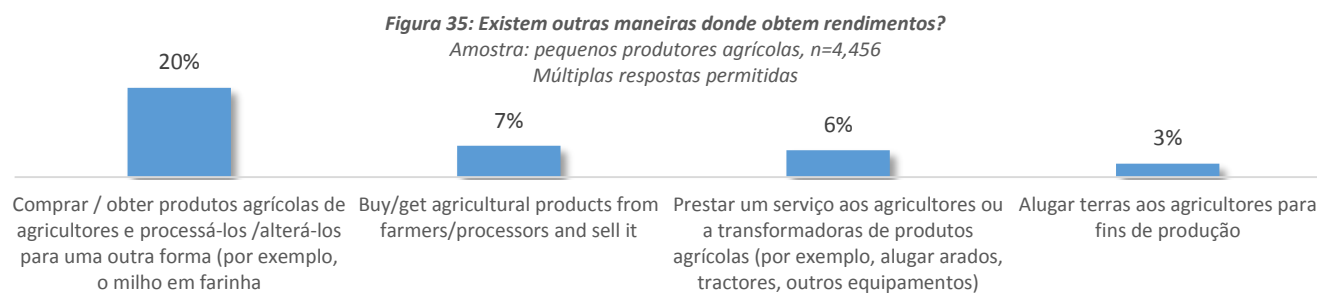 Figura 35: Existem outras maneiras donde obtem rendimentos?
Amostra: pequenos produtores agrícolas, n=4,456
Múltiplas respostas permitidas
20%
7%
6%
3%
Comprar / obter produtos agrícolas de
agricultores e processá-los /alterá-los
para uma outra forma (por exemplo,
o milho em farinha
Buy/get agricultural products from
farmers/processors and sell it
Prestar um serviço aos agricultores ou
a transformadoras de produtos
agrícolas (por exemplo, alugar arados,
tractores, outros equipamentos)
Alugar terras aos agricultores para
fins de produção